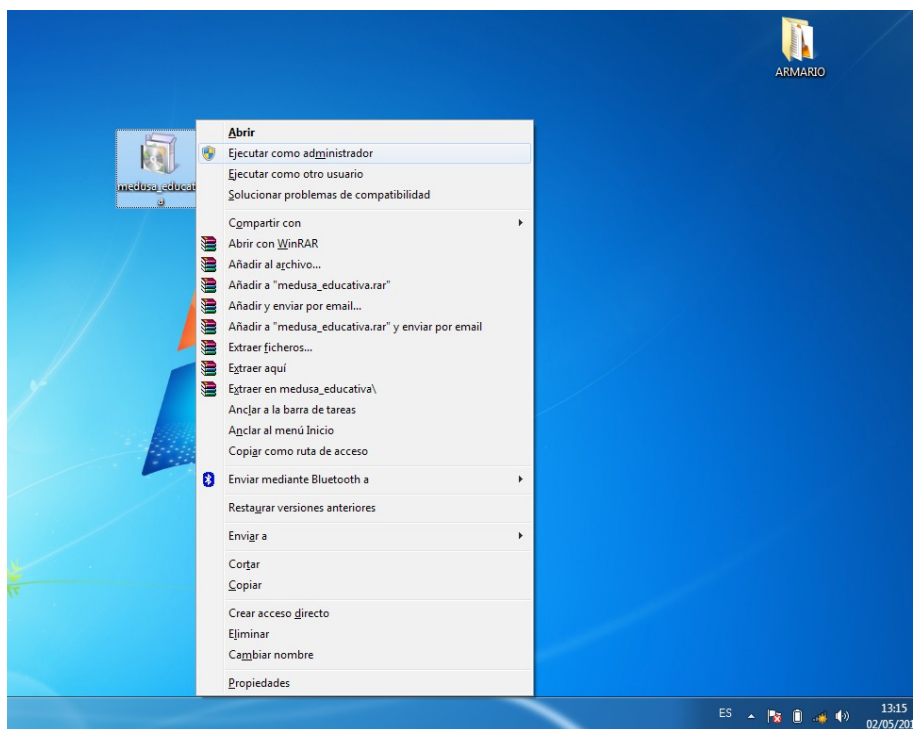 ARMARIO
medusa_educativ
a
Abrir
Ejecutar como administrador
Ejecutar como otro usuario
Solucionar problemas de compatibilidad
Compartir con
Abrir con WinRAR
Añadir al archivo...
Añadir a "medusa_educativa.rar"
Añadir y enviar por email...
Añadir a "medusa_educativa.rar" y enviar por email
Extraer ficheros...
Extraer aquí
Extraer en medusa_educativa\
Anclar a la barra de tareas
Anclar al menú Inicio
Copiar como ruta de acceso
Enviar mediante Bluetooth a
Restaurar versiones anteriores
Enviar a
Cortar
Copiar
Crear acceso directo
Eliminar
Cambiar nombre
Propiedades
ES
13:15
02/05/201